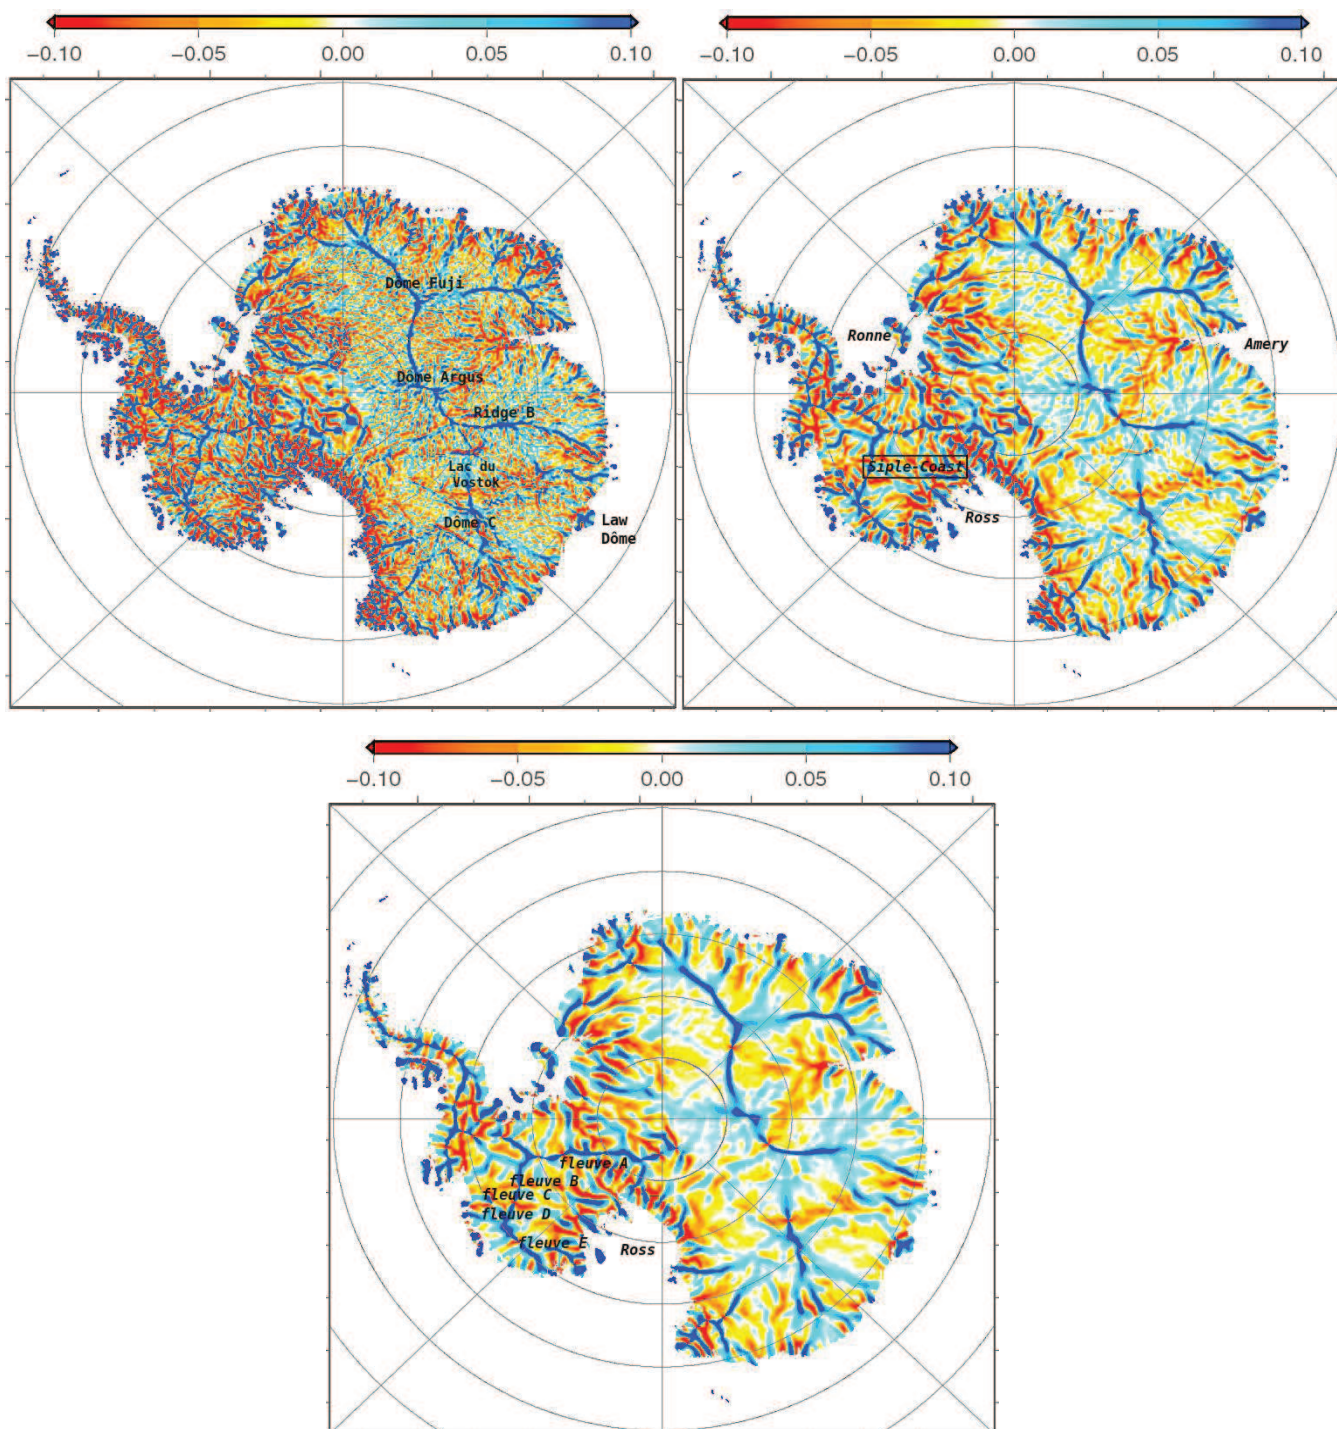 −0.10 −0.05 0.00 0.05 0.10
Dôme Fuji
Dôme Argus
Ridge B
Lac du
Vostok
Dôme C
Law
Dôme
−0.10 −0.05 0.00 0.05 0.10
Ronne
Amery
Siple-Coast
Ross
−0.10 −0.05 0.00 0.05 0.10
fleuve A
fleuve B
fleuve C
fleuve D
fleuve E
Ross